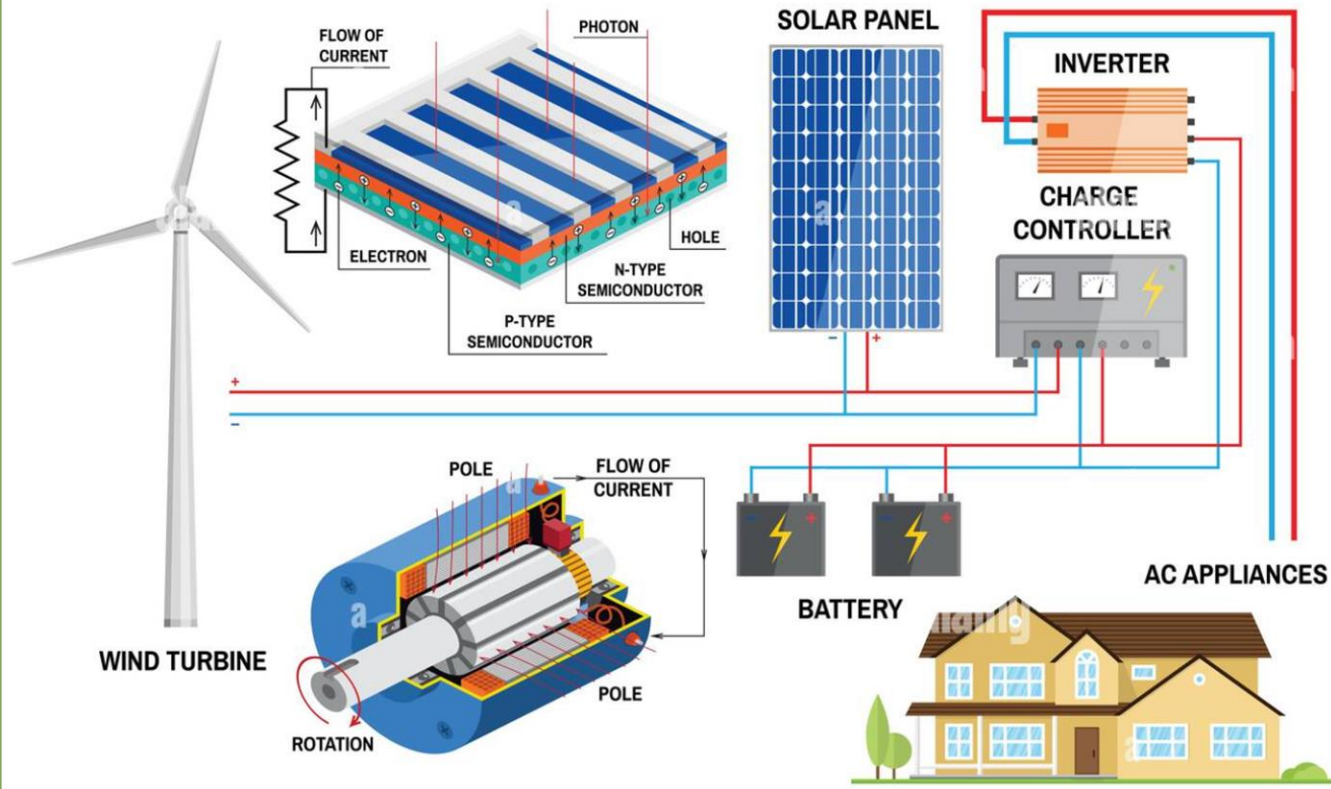 FLOW OF
CURRENT
PHOTON
ELECTRON
HOLE
N-TYPE
SEMICONDUCTOR
P-TYPE
SEMICONDUCTOR
SOLAR PANEL
- +
INVERTER
CHARGE
CONTROLLER
+
-
WIND TURBINE
POLE
FLOW OF
CURRENT
POLE
ROTATION
- +
- +
BATTERY
AC APPLIANCES
a
a
a
a